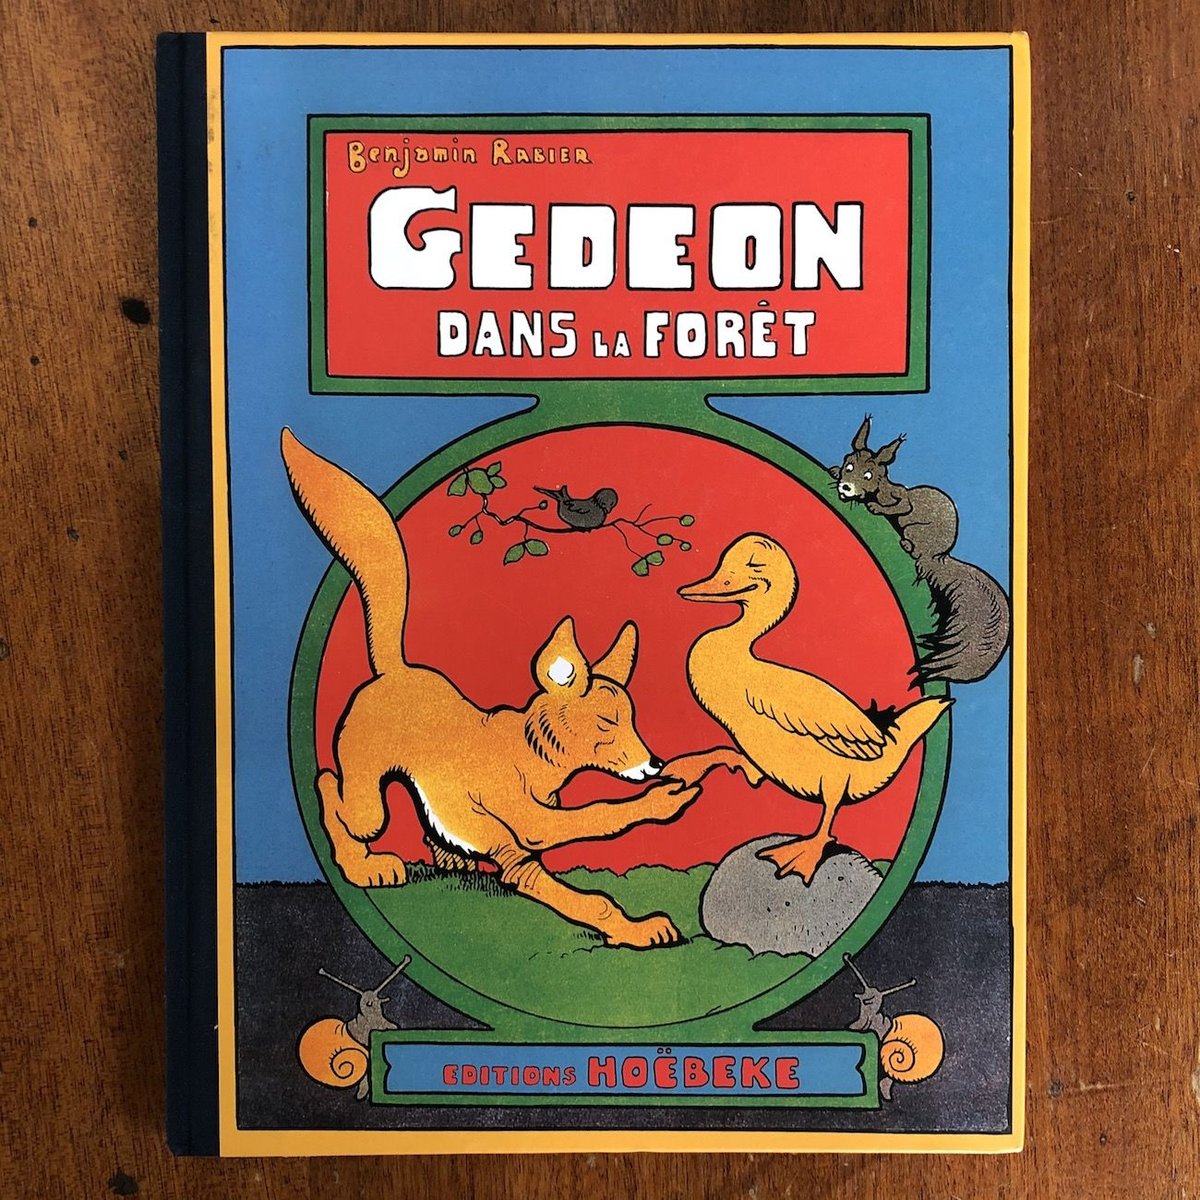 Benjamin RABIER
GEDEON
DANS LA FORÊT
EDITIONS HOËBEKE